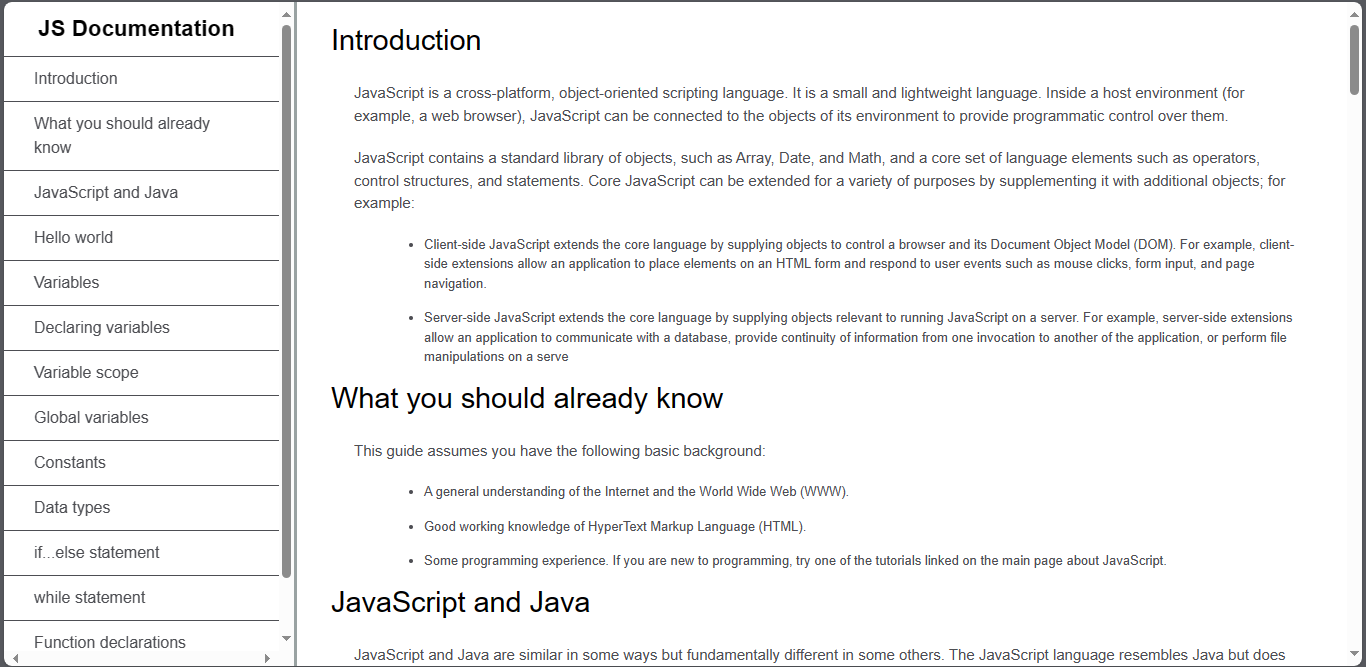 JS Documentation
Introduction
What you should already
know
JavaScript and Java
Hello world
Variables
Declaring variables
Variable scope
Global variables
Constants
Data types
if...else statement
while statement
Function declarations
Introduction
JavaScript is a cross-platform, object-oriented scripting language. It is a small and lightweight language. Inside a host environment (for
example, a web browser), JavaScript can be connected to the objects of its environment to provide programmatic control over them.
JavaScript contains a standard library of objects, such as Array, Date, and Math, and a core set of language elements such as operators,
control structures, and statements. Core JavaScript can be extended for a variety of purposes by supplementing it with additional objects; for
example:
• Client-side JavaScript extends the core language by supplying objects to control a browser and its Document Object Model (DOM). For example, client-
side extensions allow an application to place elements on an HTML form and respond to user events such as mouse clicks, form input, and page
navigation.
• Server-side JavaScript extends the core language by supplying objects relevant to running JavaScript on a server. For example, server-side extensions
allow an application to communicate with a database, provide continuity of information from one invocation to another of the application, or perform file
manipulations on a serve
What you should already know
This guide assumes you have the following basic background:
• A general understanding of the Internet and the World Wide Web (WWW).
• Good working knowledge of HyperText Markup Language (HTML).
• Some programming experience. If you are new to programming, try one of the tutorials linked on the main page about JavaScript.
JavaScript and Java
JavaScript and Java are similar in some ways but fundamentally different in some others. The JavaScript language resembles Java but does